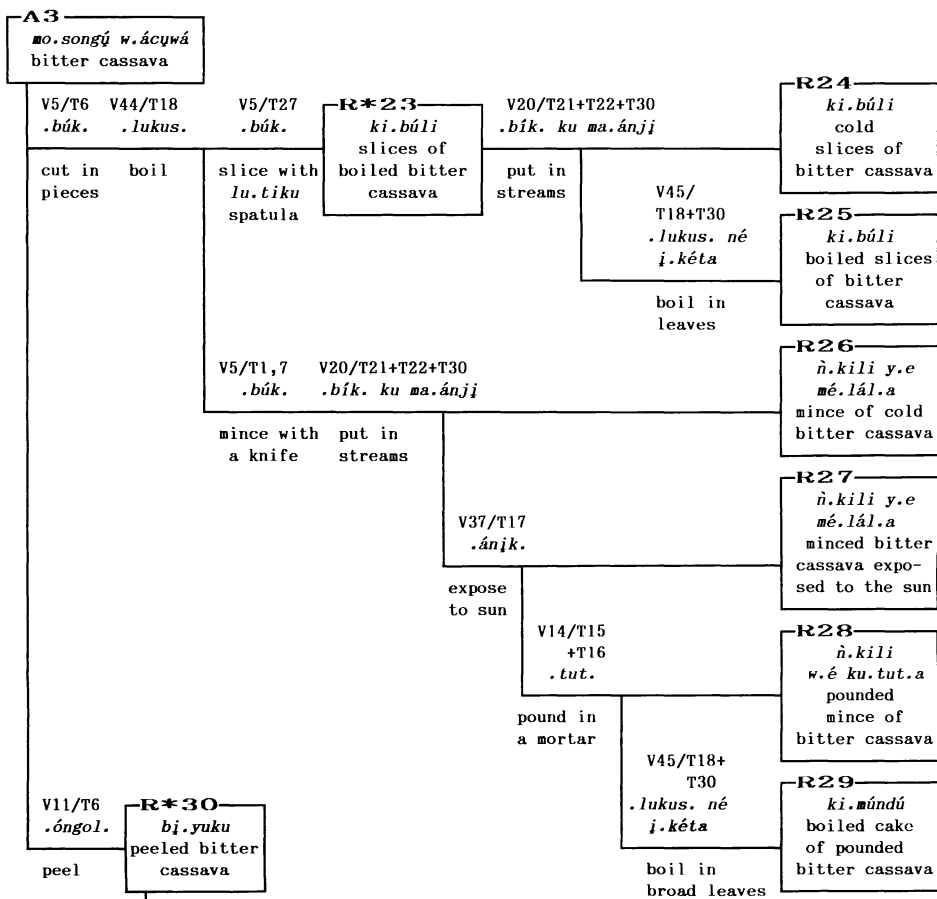 A3
mo.songų́ w.ácųwá
bitter cassava
V5/T6
.búk.
cut in
pieces
V44/T18
.lukus.
boil
V5/T27
.búk.
slice with
lu.tiku
spatula
R*23
ki.búli
slices of
boiled bitter
cassava
V20/T21+T22+T30
.bík. ku ma.ánjį
put in
streams
R24
ki.búli
cold
slices of
bitter cassava
V45/
T18+T30
.lukus. né
į.kéta
boil in
leaves
R25
ki.búli
boiled slices
of bitter
cassava
V5/T1,7
.búk.
mince with
a knife
V20/T21+T22+T30
.bík. ku ma.ánjį
put in
streams
R26
ǹ.kili y.e
mé.lál.a
mince of cold
bitter cassava
V37/T17
.ánįk.
expose
to sun
R27
ǹ.kili y.e
mé.lál.a
minced bitter
cassava expo-
sed to the sun
V14/T15
+T16
.tut.
pound in
a mortar
R28
ǹ.kili
w.é ku.tut.a
pounded
mince of
bitter cassava
V45/T18+
T30
.lukus. né
į.kéta
boil in
broad leaves
R29
ki.múndú
boiled cake
of pounded
bitter cassava
V11/T6
.óngol.
peel
R*30
bį.yuku
peeled bitter
cassava